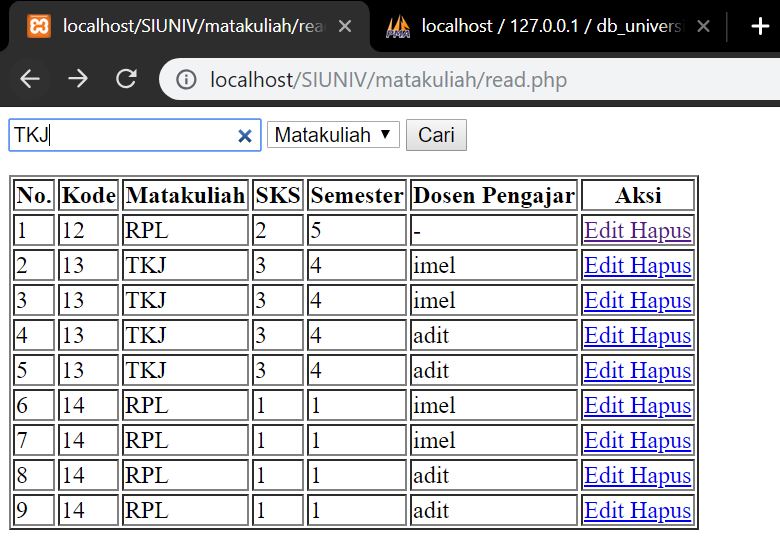 localhost/SIUNIV/matakuliah/rea
localhost / 127.0.0.1 / db_universi
localhost/SIUNIV/matakuliah/read.php
TKJ Matakuliah Cari
No. Kode Matakuliah SKS Semester Dosen Pengajar Aksi
1 12 RPL 2 5 - Edit Hapus
2 13 TKJ 3 4 imel Edit Hapus
3 13 TKJ 3 4 imel Edit Hapus
4 13 TKJ 3 4 adit Edit Hapus
5 13 TKJ 3 4 adit Edit Hapus
6 14 RPL 1 1 imel Edit Hapus
7 14 RPL 1 1 imel Edit Hapus
8 14 RPL 1 1 adit Edit Hapus
9 14 RPL 1 1 adit Edit Hapus